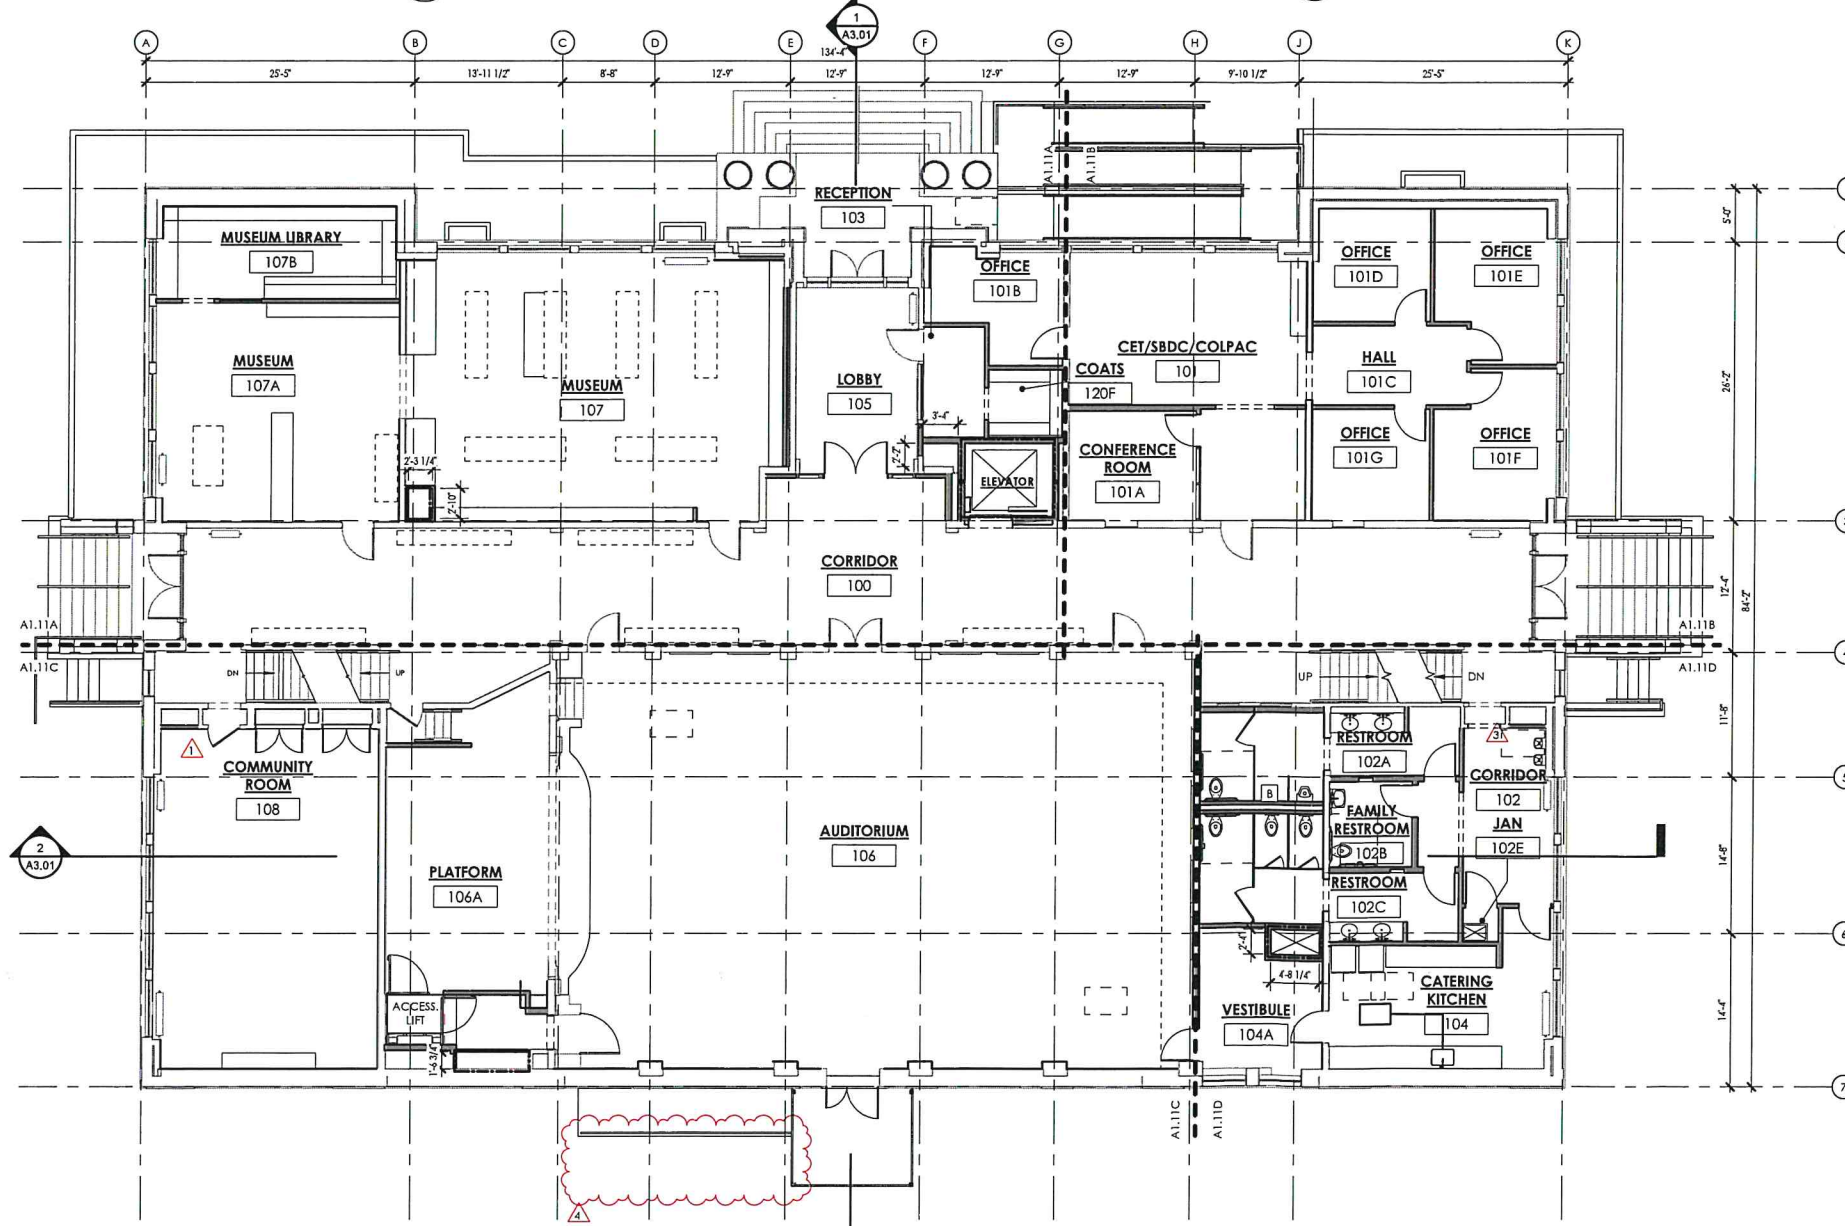 1
A3.01
A
B
C
D
E
F
G
H
J
K
134'-4"
25'-5"
13'-11 1/2"
8'-8"
12'-9"
12'-9"
12'-9"
12'-9"
9'-10 1/2"
25'-5"
A1.11A
A1.11B
RECEPTION
103
5'-0"
MUSEUM LIBRARY
107B
OFFICE
101B
OFFICE
101D
OFFICE
101E
MUSEUM
107A
MUSEUM
107
LOBBY
105
CET/SBDC/COLPAC
101
COATS
120F
HALL
101C
26'-2"
3'-4"
2'-2"
ELEVATOR
CONFERENCE
ROOM
101A
OFFICE
101G
OFFICE
101F
2'-3 1/4"
2'-10"
3
CORRIDOR
100
12'-4"
84'-2"
A1.11A
A1.11C
A1.11B
A1.11D
4
DN
UP
UP
DN
11'-8"
1
COMMUNITY
ROOM
108
RESTROOM
102A
31
CORRIDOR
102
5
B
FAMILY
RESTROOM
102B
JAN
102E
2
A3.01
AUDITORIUM
106
14'-8"
PLATFORM
106A
RESTROOM
102C
6
2'-4"
4'-8 1/4"
ACCESS.
LIFT
VESTIBULE
104A
CATERING
KITCHEN
104
14'-4"
1'-6 3/4"
7
A1.11C
A1.11D
4